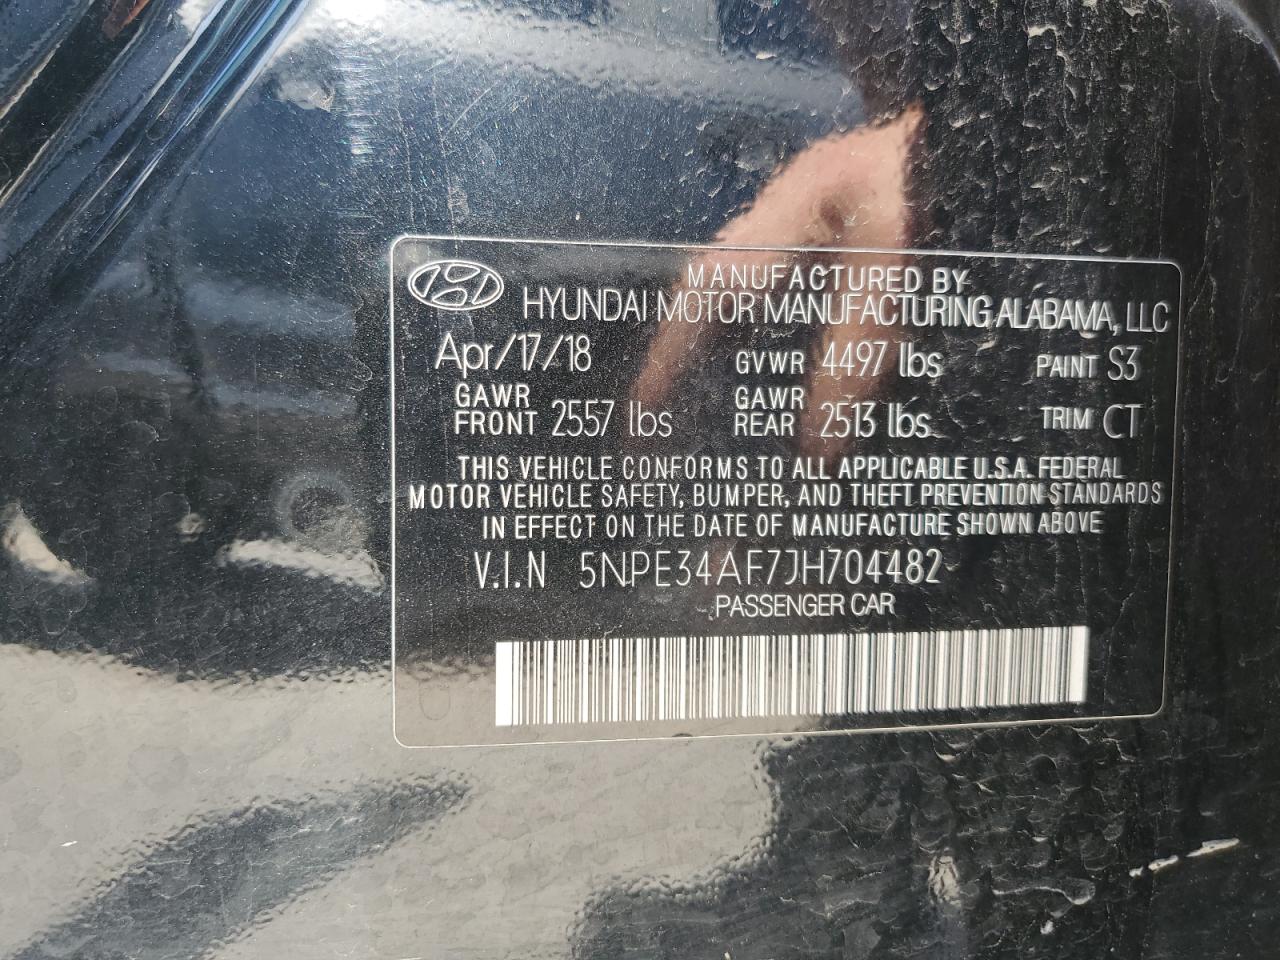 MANUFACTURED BY
HYUNDAI MOTOR MANUFACTURING ALABAMA, LLC
Apr/17/18 GVWR 4497 lbs PAINT S3
GAWR FRONT 2557 lbs GAWR REAR 2513 lbs TRIM CT
THIS VEHICLE CONFORMS TO ALL APPLICABLE U.S.A. FEDERAL
MOTOR VEHICLE SAFETY, BUMPER, AND THEFT PREVENTION STANDARDS
IN EFFECT ON THE DATE OF MANUFACTURE SHOWN ABOVE
V.I.N 5NPE34AF7JH704482
PASSENGER CAR